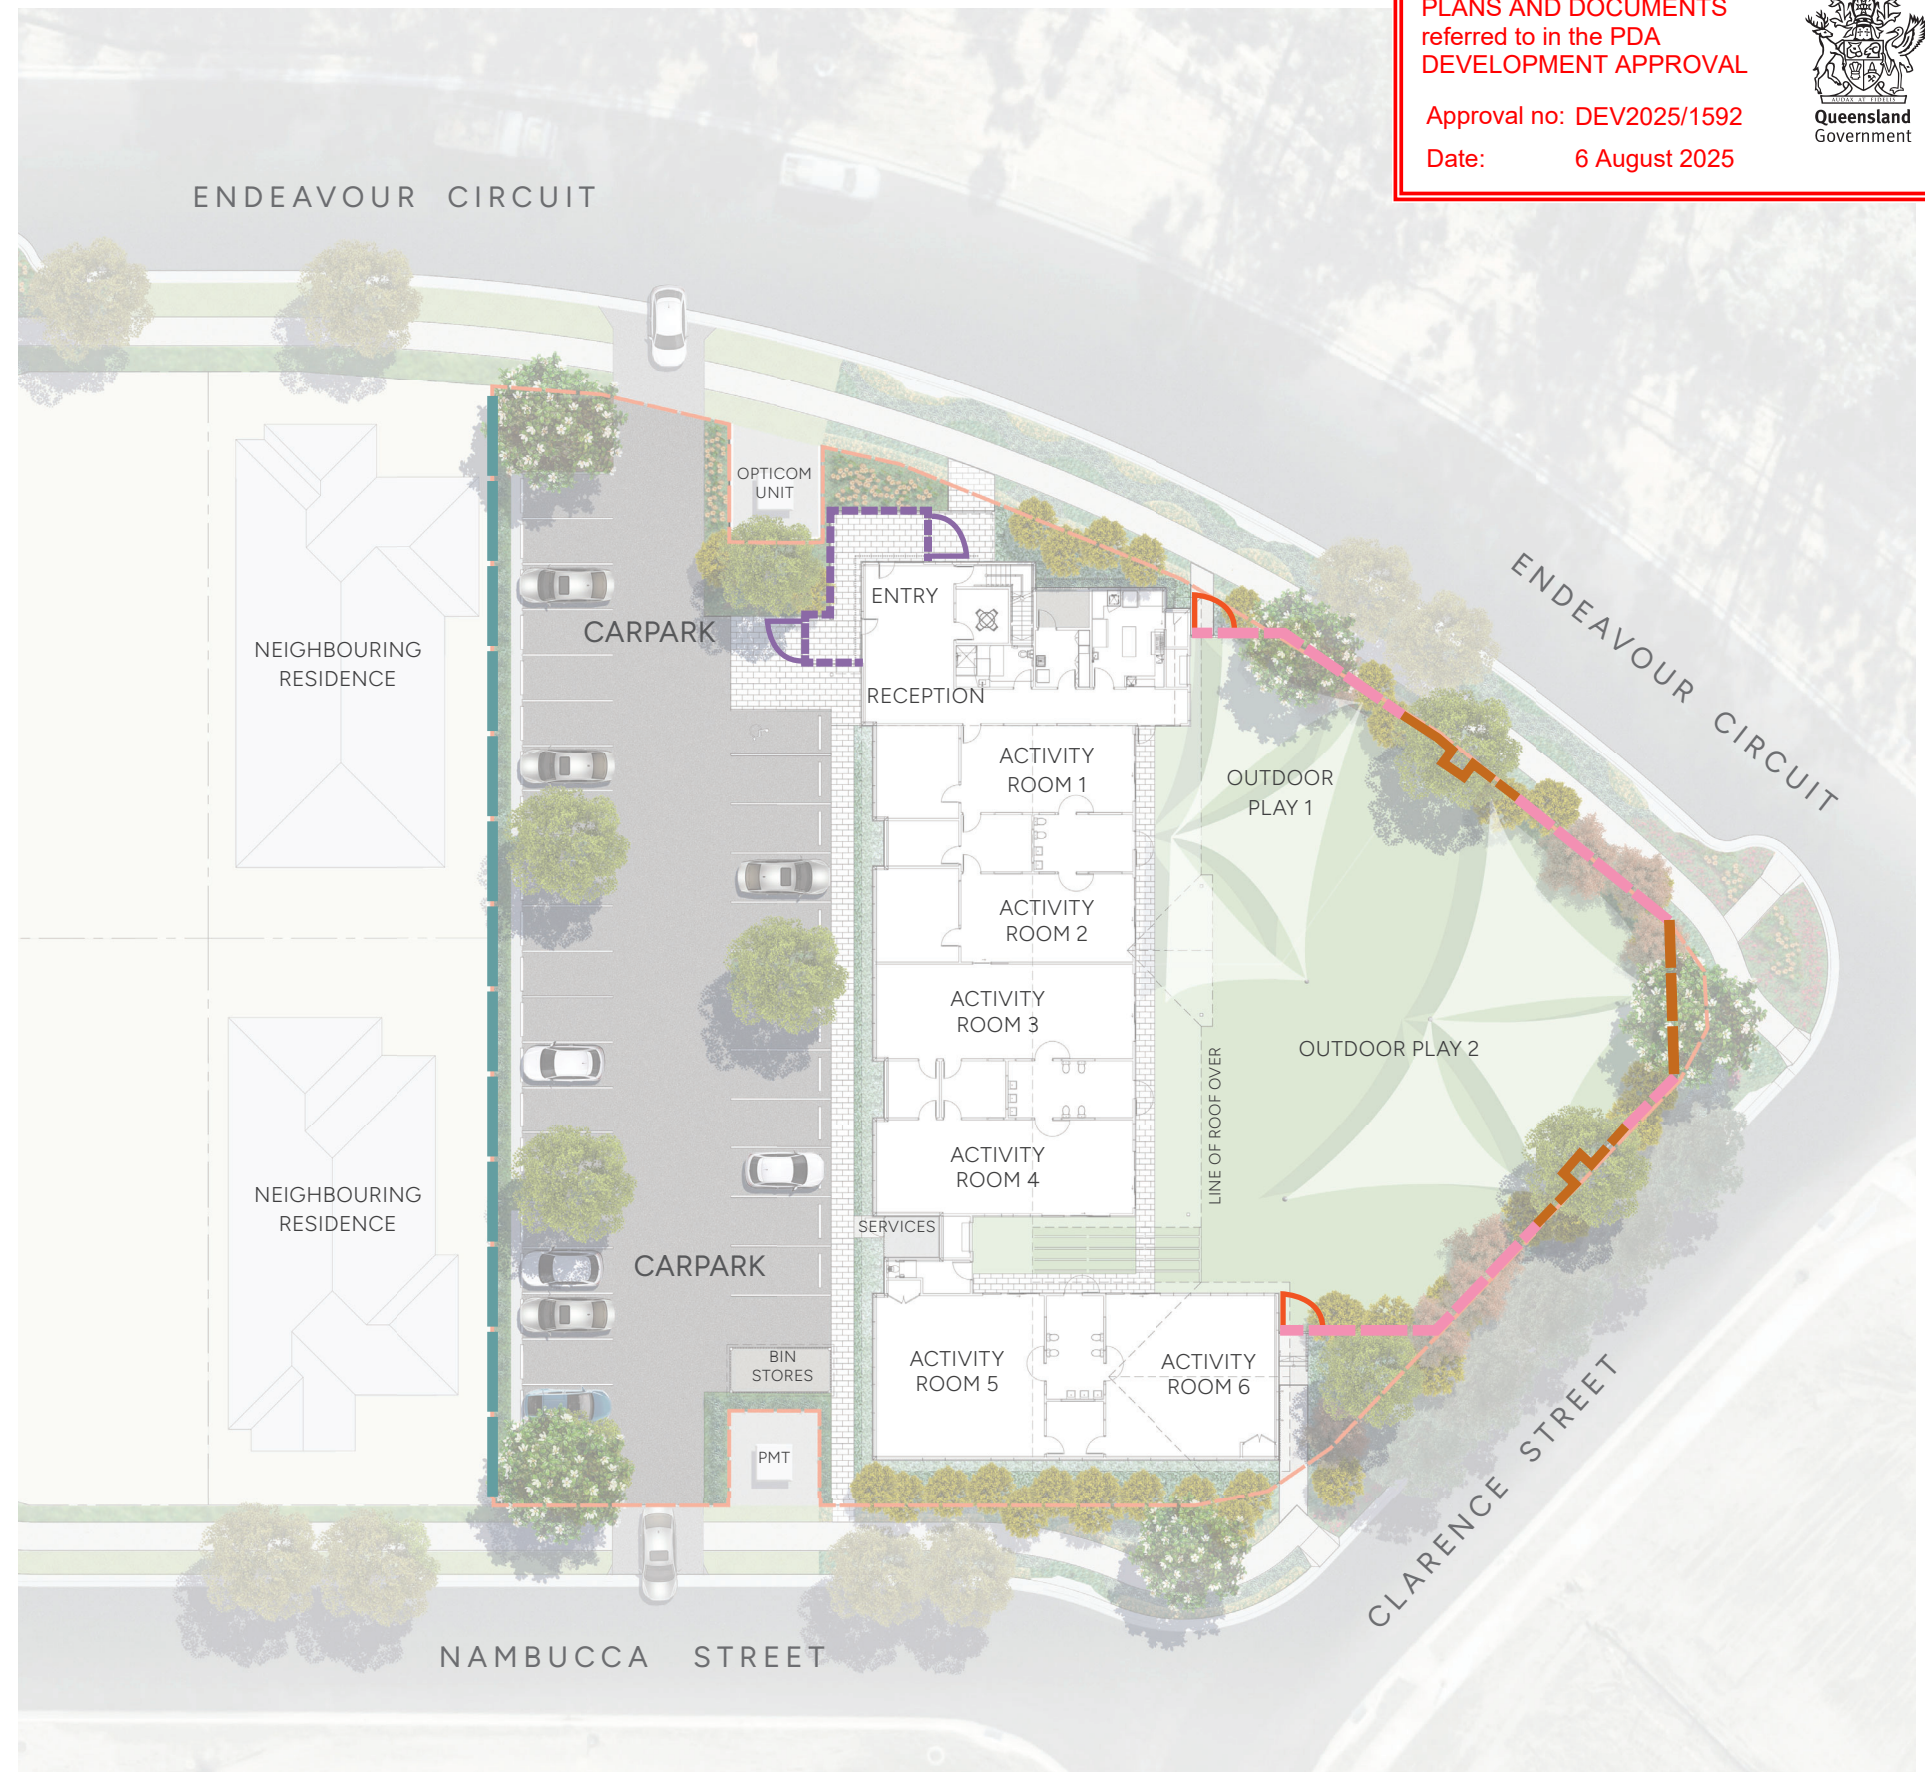 PLANS AND DOCUMENTS
referred to in the PDA
DEVELOPMENT APPROVAL
Approval no: DEV2025/1592
Date: 6 August 2025
AUDAX AT FIDELIS
Queensland
Government
ENDEAVOUR CIRCUIT
OPTICOM
UNIT
ENTRY
CARPARK
NEIGHBOURING
RESIDENCE
RECEPTION
ENDEAVOUR CIRCUIT
ACTIVITY
ROOM 1
OUTDOOR
PLAY 1
ACTIVITY
ROOM 2
ACTIVITY
ROOM 3
OUTDOOR PLAY 2
LINE OF ROOF OVER
ACTIVITY
ROOM 4
NEIGHBOURING
RESIDENCE
SERVICES
CARPARK
BIN
STORES
ACTIVITY
ROOM 5
ACTIVITY
ROOM 6
PMT
CLARENCE STREET
NAMBUCCA STREET